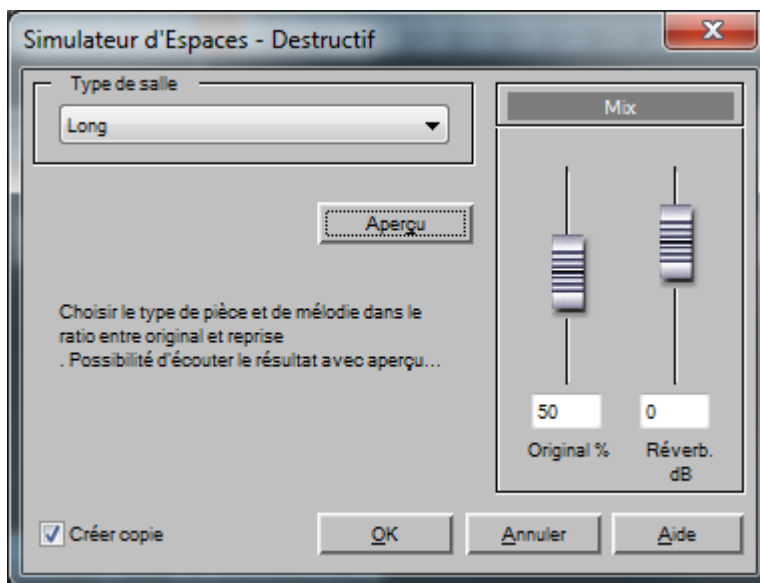 Simulateur d'Espaces - Destructif
Type de salle
Long
Aperçu
Choisir le type de pièce et de mélodie dans le
ratio entre original et reprise
. Possibilité d'écouter le résultat avec aperçu...
Mix
50
0
Original %
Réverb.
dB
Créer copie
OK
Annuler
Aide